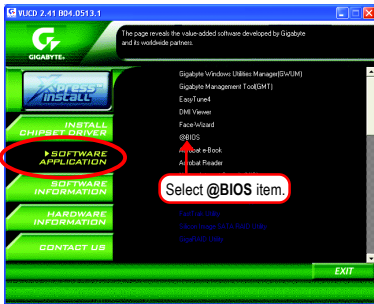 VUCD 2.41 B04.0513.1
The page reveals the value-added software developed by Gigabyte
and its worldwide partners.
GIGABYTE
Xpress
INSTALL
Gigabyte Windows Utilities Manager(GWUM)
Gigabyte Management Tool(GMT)
EasyTune4
DMI Viewer
Face-Wizard
@BIOS
Acrobat e-Book
Acrobat Reader
INSTALL
CHIPSET DRIVER
SOFTWARE
APPLICATION
SOFTWARE
INFORMATION
HARDWARE
INFORMATION
CONTACT US
Select @BIOS item.
EXIT